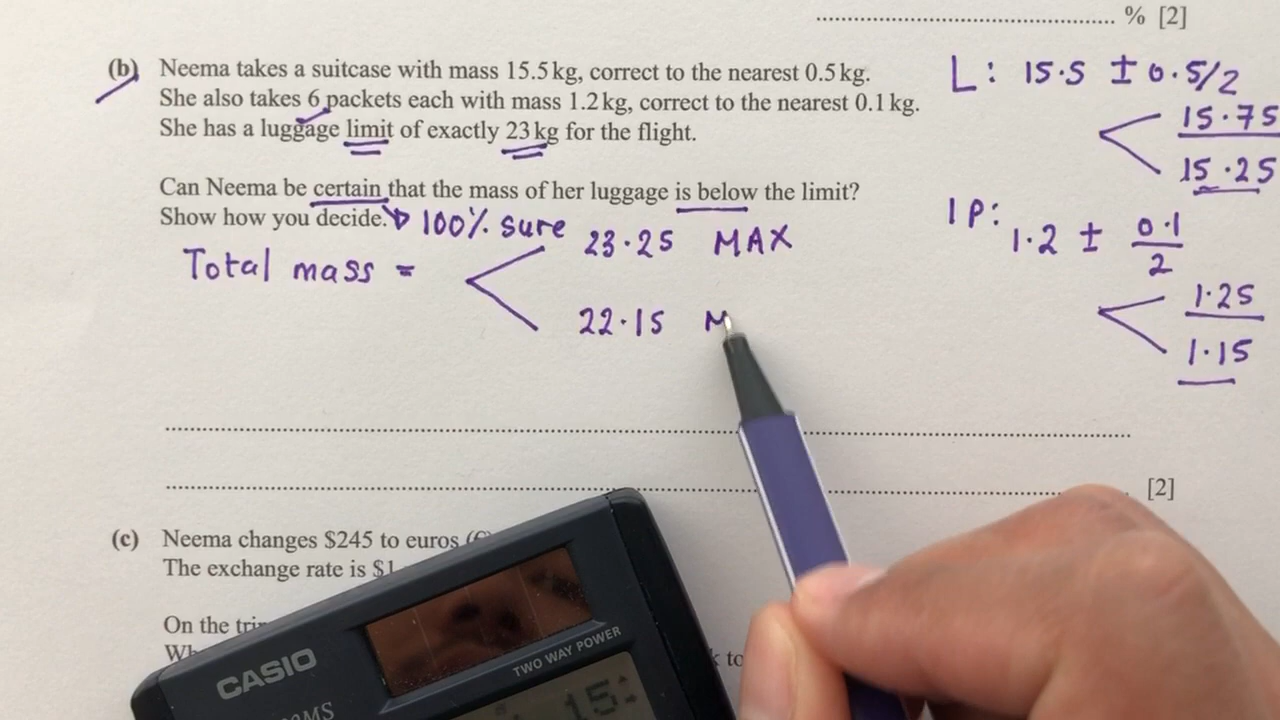 % [2]
(b) Neema takes a suitcase with mass 15.5 kg, correct to the nearest 0.5 kg.
She also takes 6 packets each with mass 1.2 kg, correct to the nearest 0.1 kg.
She has a luggage limit of exactly 23 kg for the flight.
L: 15.5 ± 0.5/2
15.75
15.25
Can Neema be certain that the mass of her luggage is below the limit?
Show how you decide. 100% sure
1P: 1.2 ± 0.1/2
1.25
1.15
Total mass =
23.25 MAX
22.15 M
[2]
(c) Neema changes $245 to euros
The exchange rate is $1
On the
CASIO
TWO WAY POWER
15: